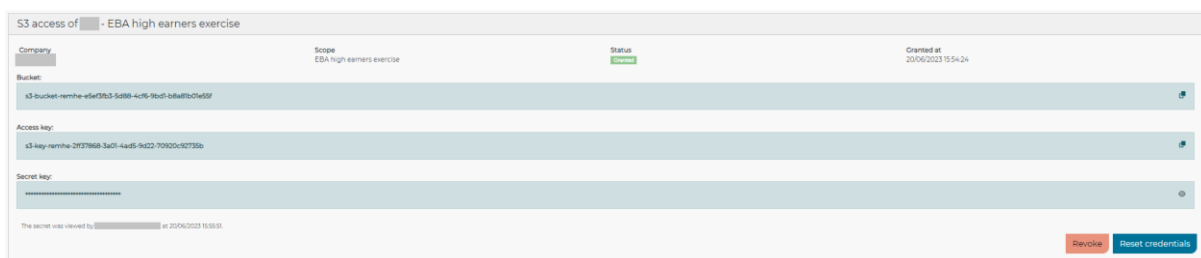 S3 access of - EBA high earners exercise
Company Scope Status Granted at
EBA high earners exercise Granted 20/06/2023 15:54:24
Bucket:
s3-bucket-remhe-e5ef3fb3-5d88-4cf6-9bd1-b8a81b01e55f
Access key:
s3-key-remhe-2ff37868-3a01-4ad5-9d22-70920c92735b
Secret key:
************************************
The secret was viewed by at 20/06/2023 15:55:51.
Revoke Reset credentials